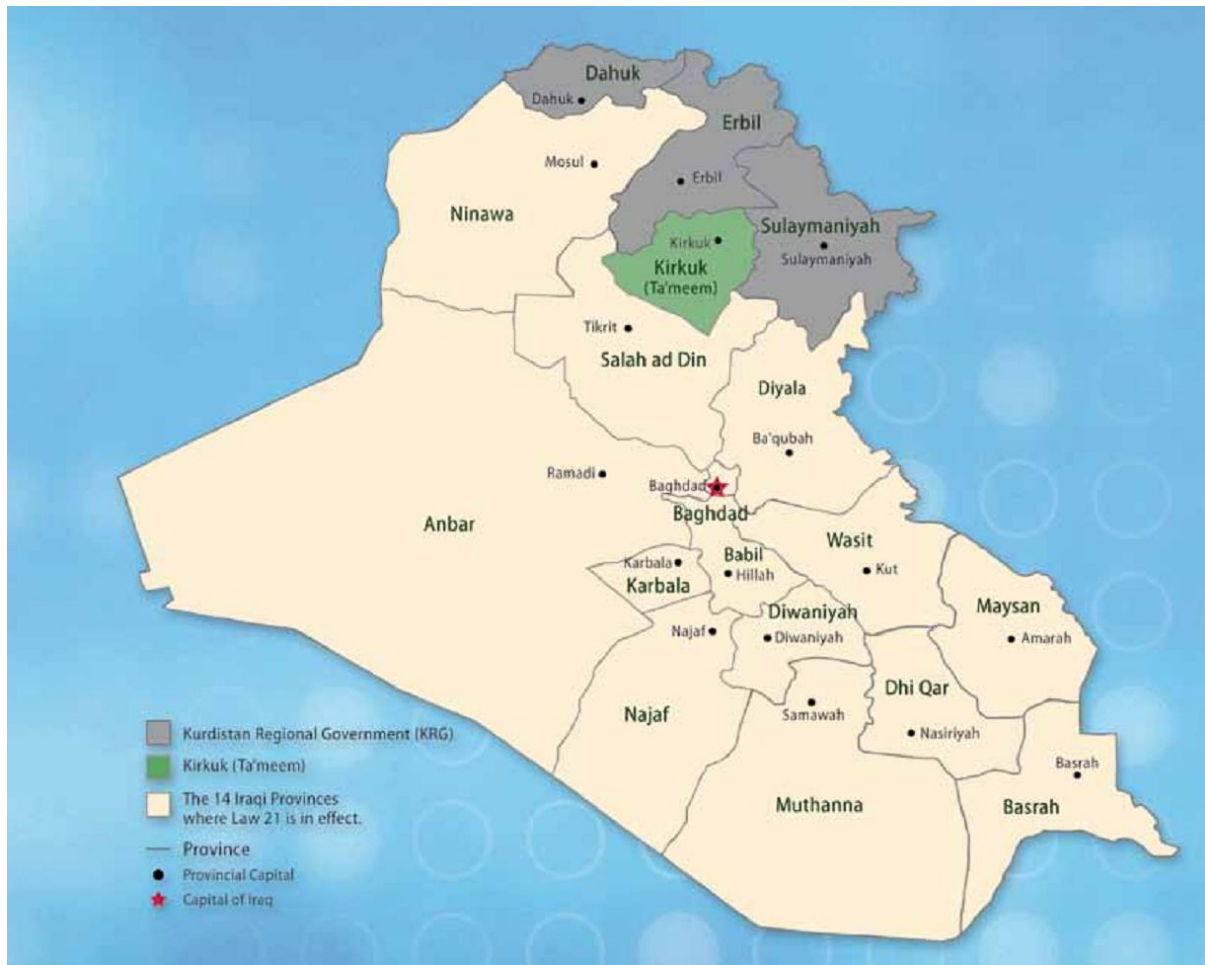 Dahuk
Dahuk
Erbil
Mosul
Erbil
Ninawa
Sulaymaniyah
Kirkuk
Sulaymaniyah
Kirkuk
(Ta'meem)
Tikrit
Salah ad Din
Diyala
Ba'qubah
Ramadi
Baghdad
Baghdad
Anbar
Wasit
Babil
Karbala
Kut
Hillah
Karbala
Diwaniyah
Maysan
Najaf
Diwaniyah
Amarah
Dhi Qar
Najaf
Samawah
Nasiriyah
Basrah
Muthanna
Basrah
Kurdistan Regional Government (KRG)
Kirkuk (Ta'meem)
The 14 Iraqi Provinces
where Law 21 is in effect.
Province
Provincial Capital
Capital of Iraq